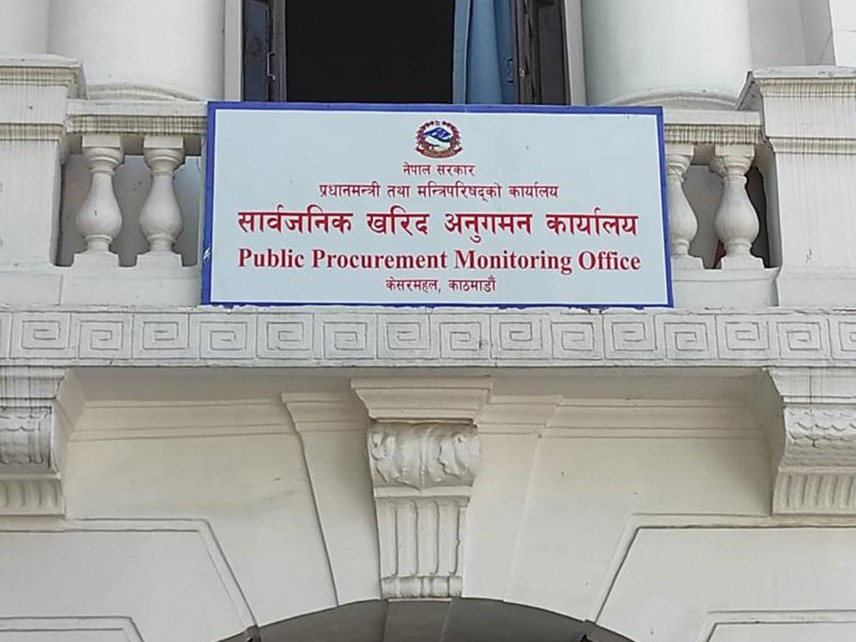 नेपाल सरकार
प्रधानमन्त्री तथा मन्त्रिपरिषद्को कार्यालय
सार्वजनिक खरिद अनुगमन कार्यालय
Public Procurement Monitoring Office
केसरमहल, काठमाडौं